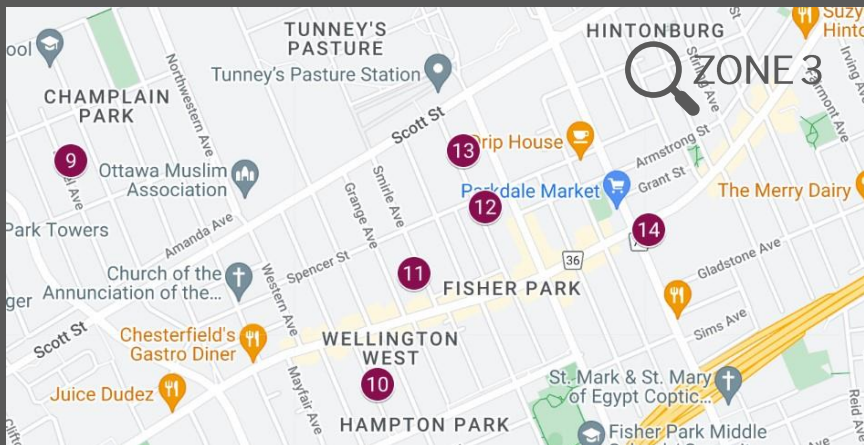 TUNNEY'S
PASTURE
HINTONBURG
ZONE 3
Tunney's Pasture Station
CHAMPLAIN
PARK
Northwestern Ave
Scott St
Stirling Ave
Irving Ave
13
Drip House
9
Armstrong St
Ottawa Muslim
Association
Smirle Ave
Parkdale Market
Grant St
The Merry Dairy
12
Grange Ave
Park Towers
Amanda Ave
14
Spencer St
36
Gladstone Ave
Church of the
Annunciation of the...
11
FISHER PARK
Western Ave
Scott St
Chesterfield's
Gastro Diner
WELLINGTON
WEST
Sims Ave
10
Juice Dudez
Mayfair Ave
St. Mark & St. Mary
of Egypt Coptic...
HAMPTON PARK
Fisher Park Middle